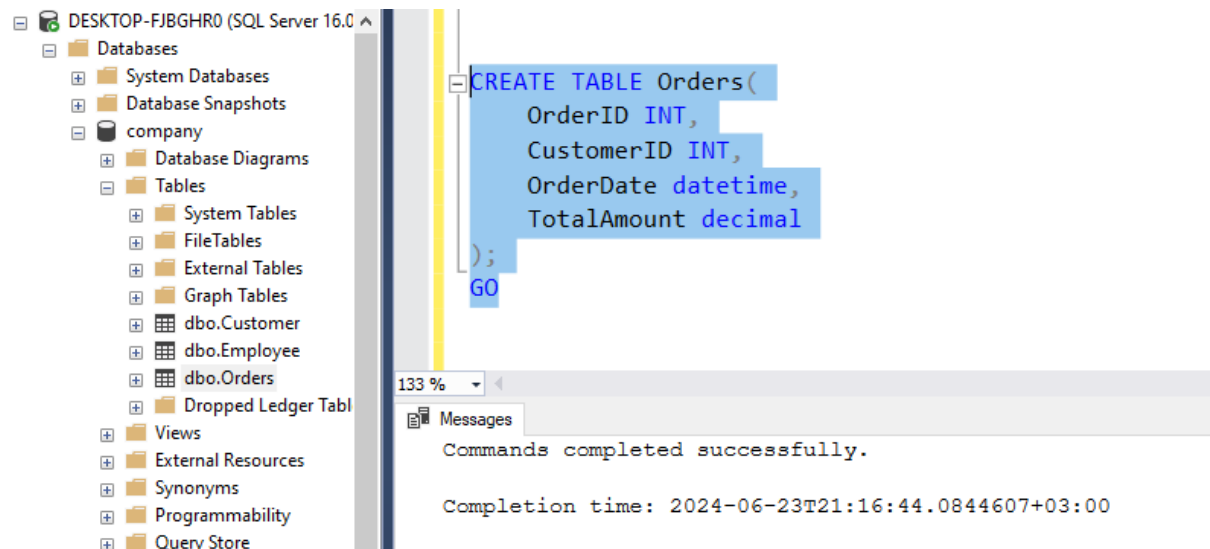 DESKTOP-FJBGHR0 (SQL Server 16.0
Databases
System Databases
Database Snapshots
company
Database Diagrams
Tables
System Tables
FileTables
External Tables
Graph Tables
dbo.Customer
dbo.Employee
dbo.Orders
Dropped Ledger Tabl
Views
External Resources
Synonyms
Programmability
Query Store
CREATE TABLE Orders(
OrderID INT,
CustomerID INT,
OrderDate datetime,
TotalAmount decimal
);
GO
133 %
Messages
Commands completed successfully.
Completion time: 2024-06-23T21:16:44.0844607+03:00